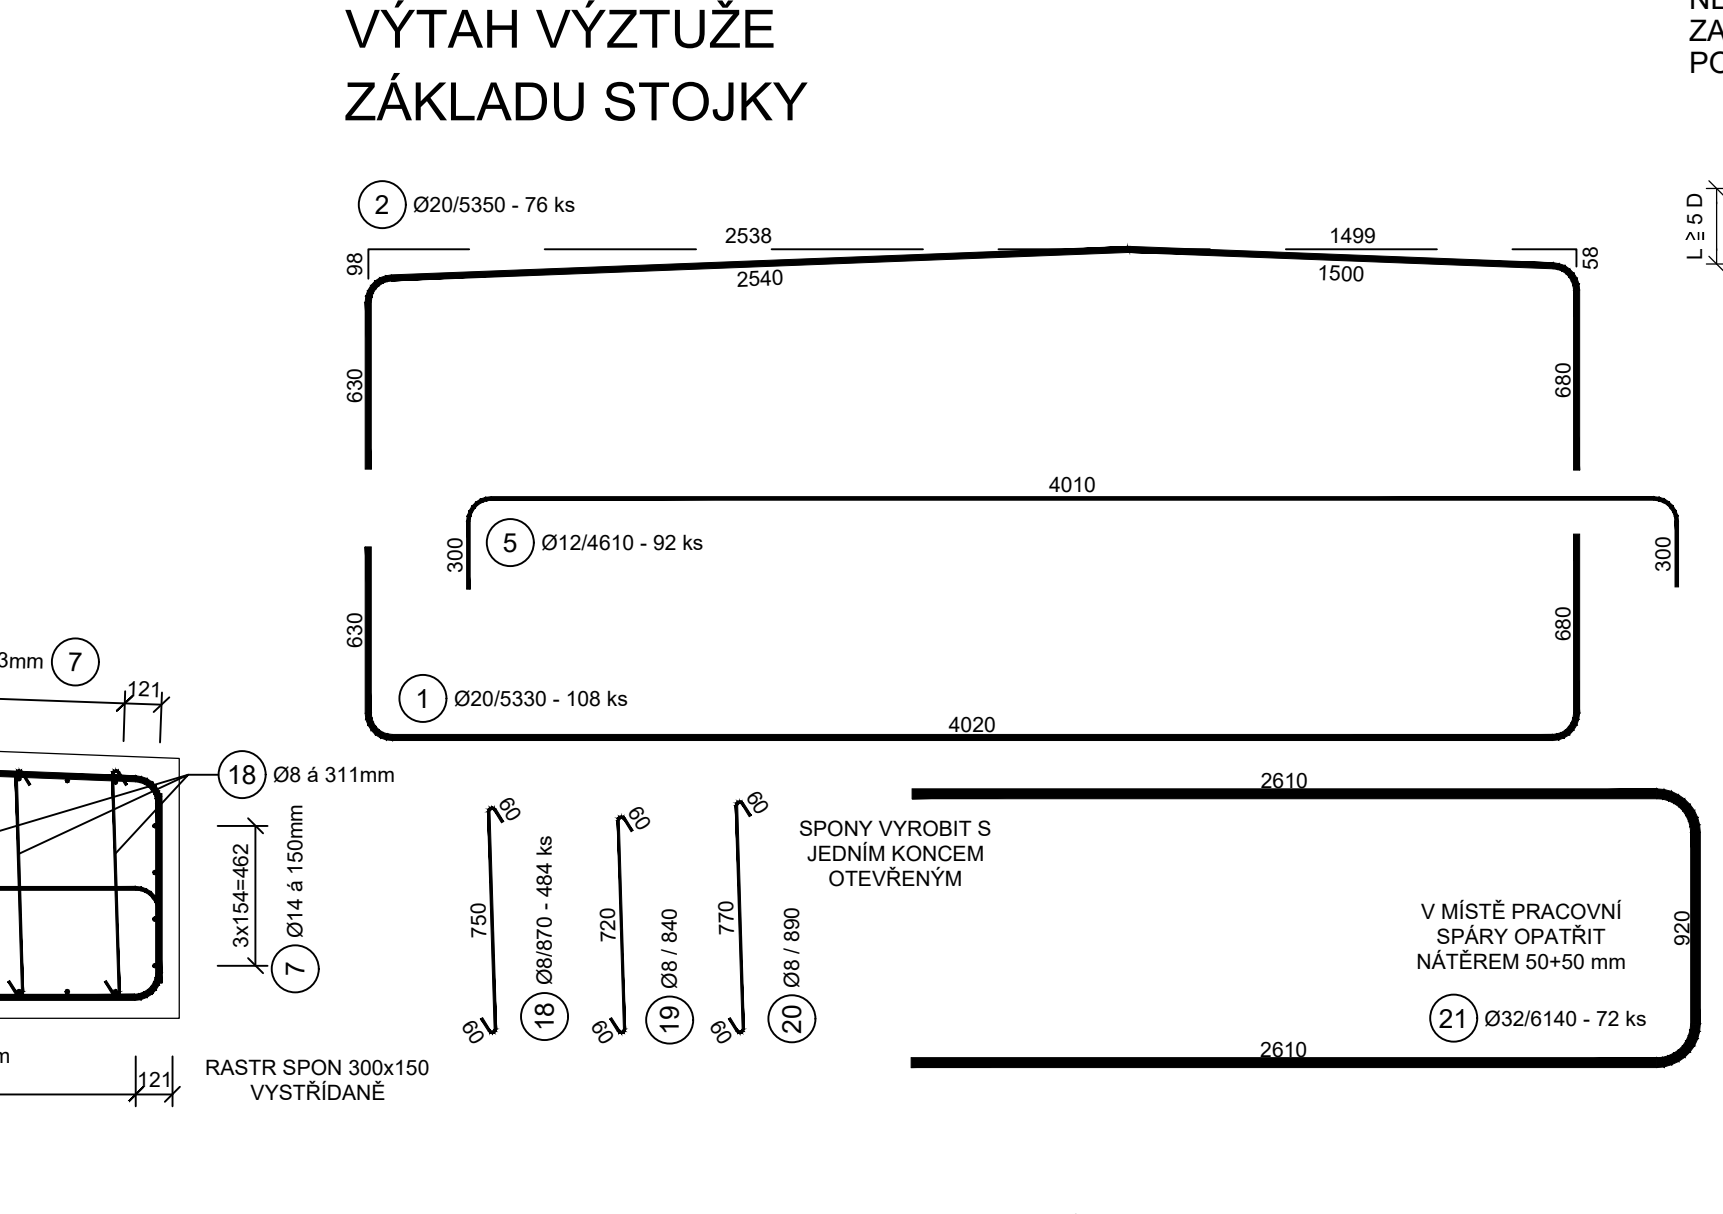 VÝTAH VÝZTUŽE
ZÁKLADU STOJKY
ZA
PO
L ≥ 5 D
2
Ø20/5350 - 76 ks
98
2538
2540
1499
1500
58
630
680
4010
300
5
Ø12/4610 - 92 ks
300
630
680
1
Ø20/5330 - 108 ks
4020
3mm
7
121
18
Ø8 á 311mm
3x154=462
7
Ø14 á 150mm
m
121
RASTR SPON 300x150
VYSTŘÍDANĚ
60
750
60
18
Ø8/870 - 484 ks
60
720
60
19
Ø8 / 840
60
770
60
20
Ø8 / 890
SPONY VYROBIT S
JEDNÍM KONCEM
OTEVŘENÝM
2610
920
V MÍSTĚ PRACOVNÍ
SPÁRY OPATŘIT
NÁTĚREM 50+50 mm
21
Ø32/6140 - 72 ks
2610